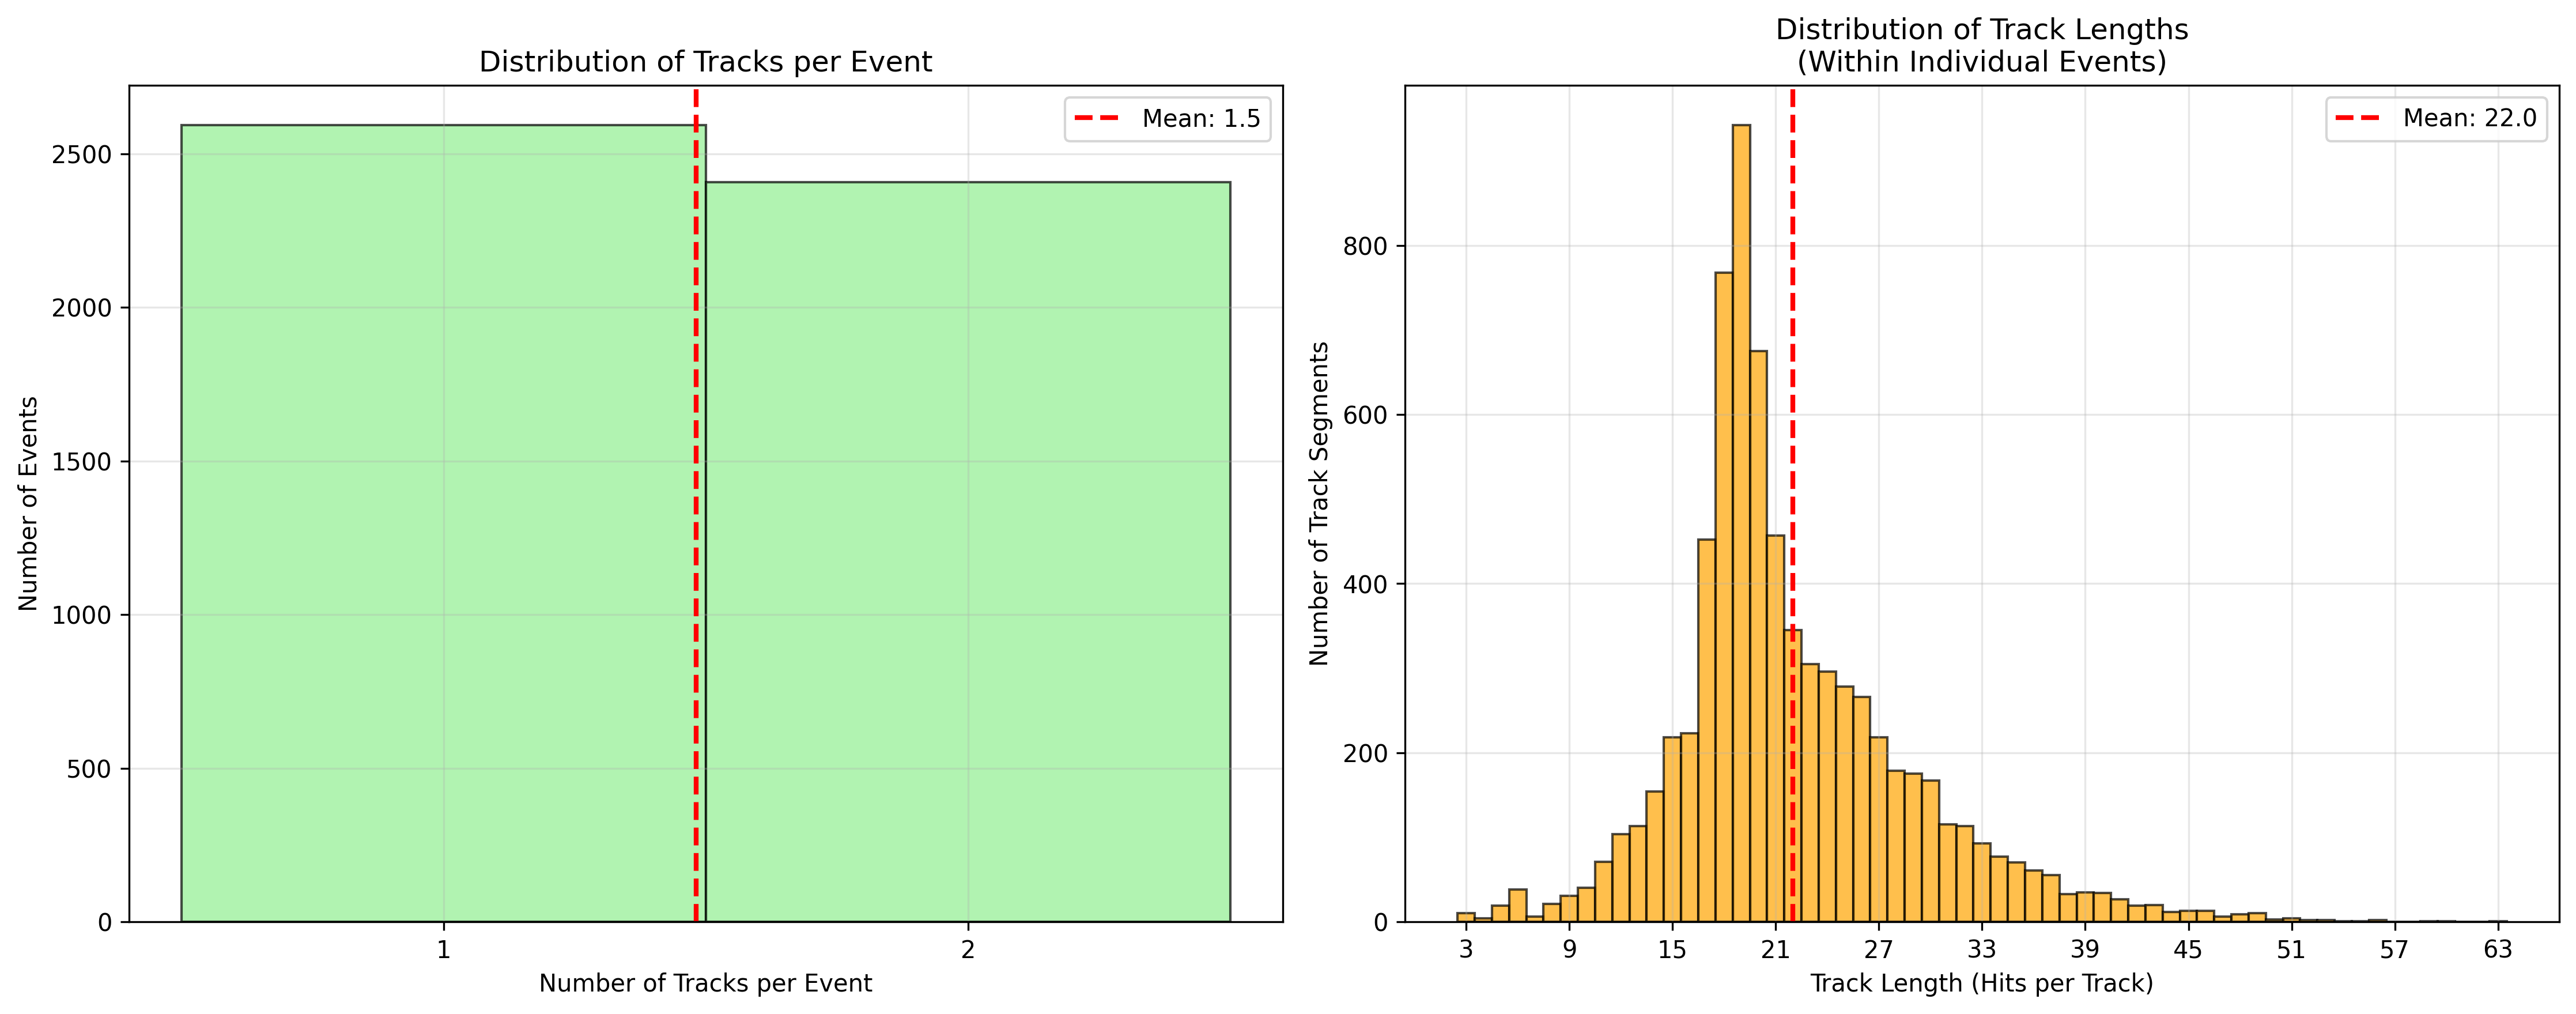 Distribution of Tracks per Event
Mean: 1.5
2500
2000
1500
1000
500
0
Number of Events
1
2
Number of Tracks per Event
Distribution of Track Lengths
(Within Individual Events)
Mean: 22.0
800
600
400
200
0
Number of Track Segments
3
9
15
21
27
33
39
45
51
57
63
Track Length (Hits per Track)